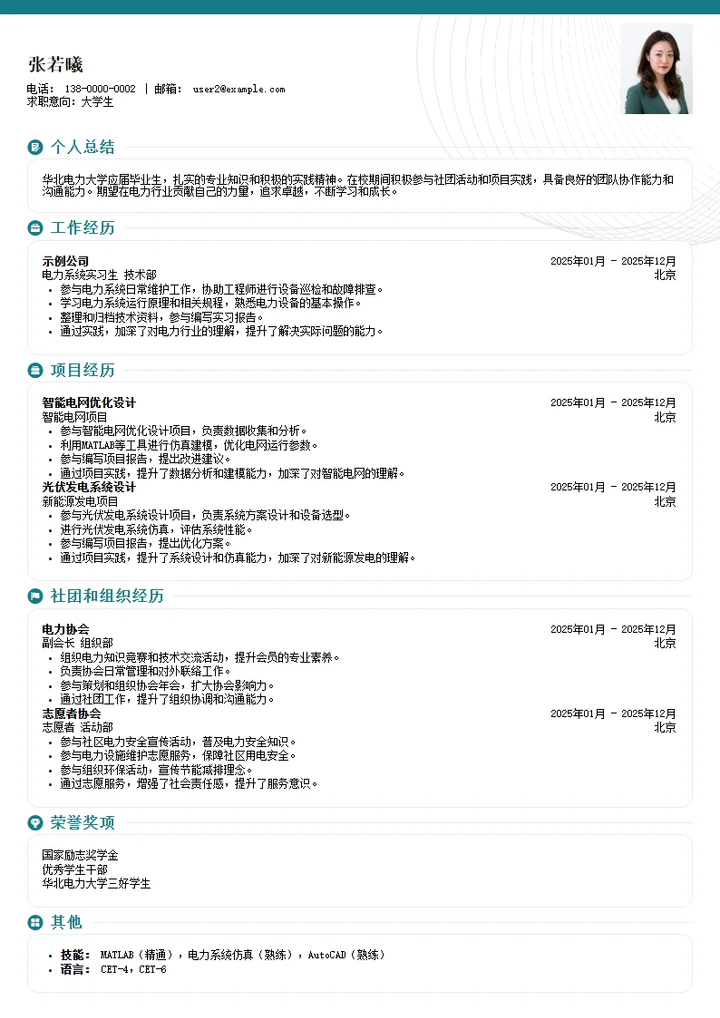 张若曦
电话： 138-0000-0002 | 邮箱： user2@example.com
求职意向：大学生
个人总结
华北电力大学应届毕业生，扎实的专业知识和积极的实践精神。在校期间积极参与社团活动和项目实践，具备良好的团队协作能力和
沟通能力。期望在电力行业贡献自己的力量，追求卓越，不断学习和成长。
工作经历
示例公司 2025年01月 - 2025年12月
电力系统实习生 技术部 北京
• 参与电力系统日常维护工作，协助工程师进行设备巡检和故障排查。
• 学习电力系统运行原理和相关规程，熟悉电力设备的基本操作。
• 整理和归档技术资料，参与编写实习报告。
• 通过实践，加深了对电力行业的理解，提升了解决实际问题的能力。
项目经历
智能电网优化设计 2025年01月 - 2025年12月
智能电网项目 北京
• 参与智能电网优化设计项目，负责数据收集和分析。
• 利用MATLAB等工具进行仿真建模，优化电网运行参数。
• 参与编写项目报告，提出改进建议。
• 通过项目实践，提升了数据分析和建模能力，加深了对智能电网的理解。
光伏发电系统设计 2025年01月 - 2025年12月
新能源发电项目 北京
• 参与光伏发电系统设计项目，负责系统方案设计和设备选型。
• 进行光伏发电系统仿真，评估系统性能。
• 参与编写项目报告，提出优化方案。
• 通过项目实践，提升了系统设计和仿真能力，加深了对新能源发电的理解。
社团和组织经历
电力协会 2025年01月 - 2025年12月
副会长 组织部 北京
• 组织电力知识竞赛和技术交流活动，提升会员的专业素养。
• 负责协会日常管理和对外联络工作。
• 参与策划和组织协会年会，扩大协会影响力。
• 通过社团工作，提升了组织协调和沟通能力。
志愿者协会 2025年01月 - 2025年12月
志愿者 活动部 北京
• 参与社区电力安全宣传活动，普及电力安全知识。
• 参与电力设施维护志愿服务，保障社区用电安全。
• 参与组织环保活动，宣传节能减排理念。
• 通过志愿服务，增强了社会责任感，提升了服务意识。
荣誉奖项
国家励志奖学金
优秀学生干部
华北电力大学三好学生
其他
• 技能： MATLAB（精通），电力系统仿真（熟练），AutoCAD（熟练）
• 语言： CET-4，CET-6